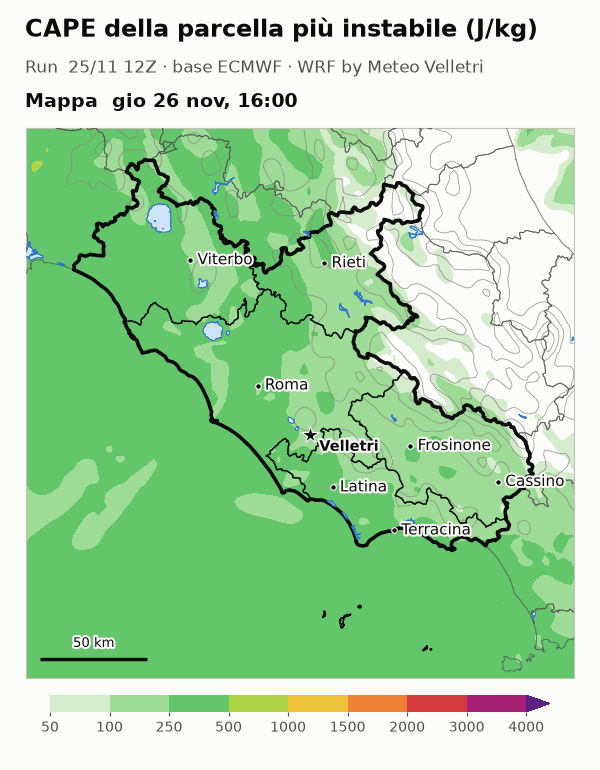 CAPE della parcella più instabile (J/kg)
Run  25/11 12Z · base ECMWF · WRF by Meteo Velletri
Mappa  gio 26 nov, 16:00
Viterbo
Rieti
Roma
Velletri
Frosinone
Cassino
Latina
Terracina
50 km
50 100 250 500 1000 1500 2000 3000 4000